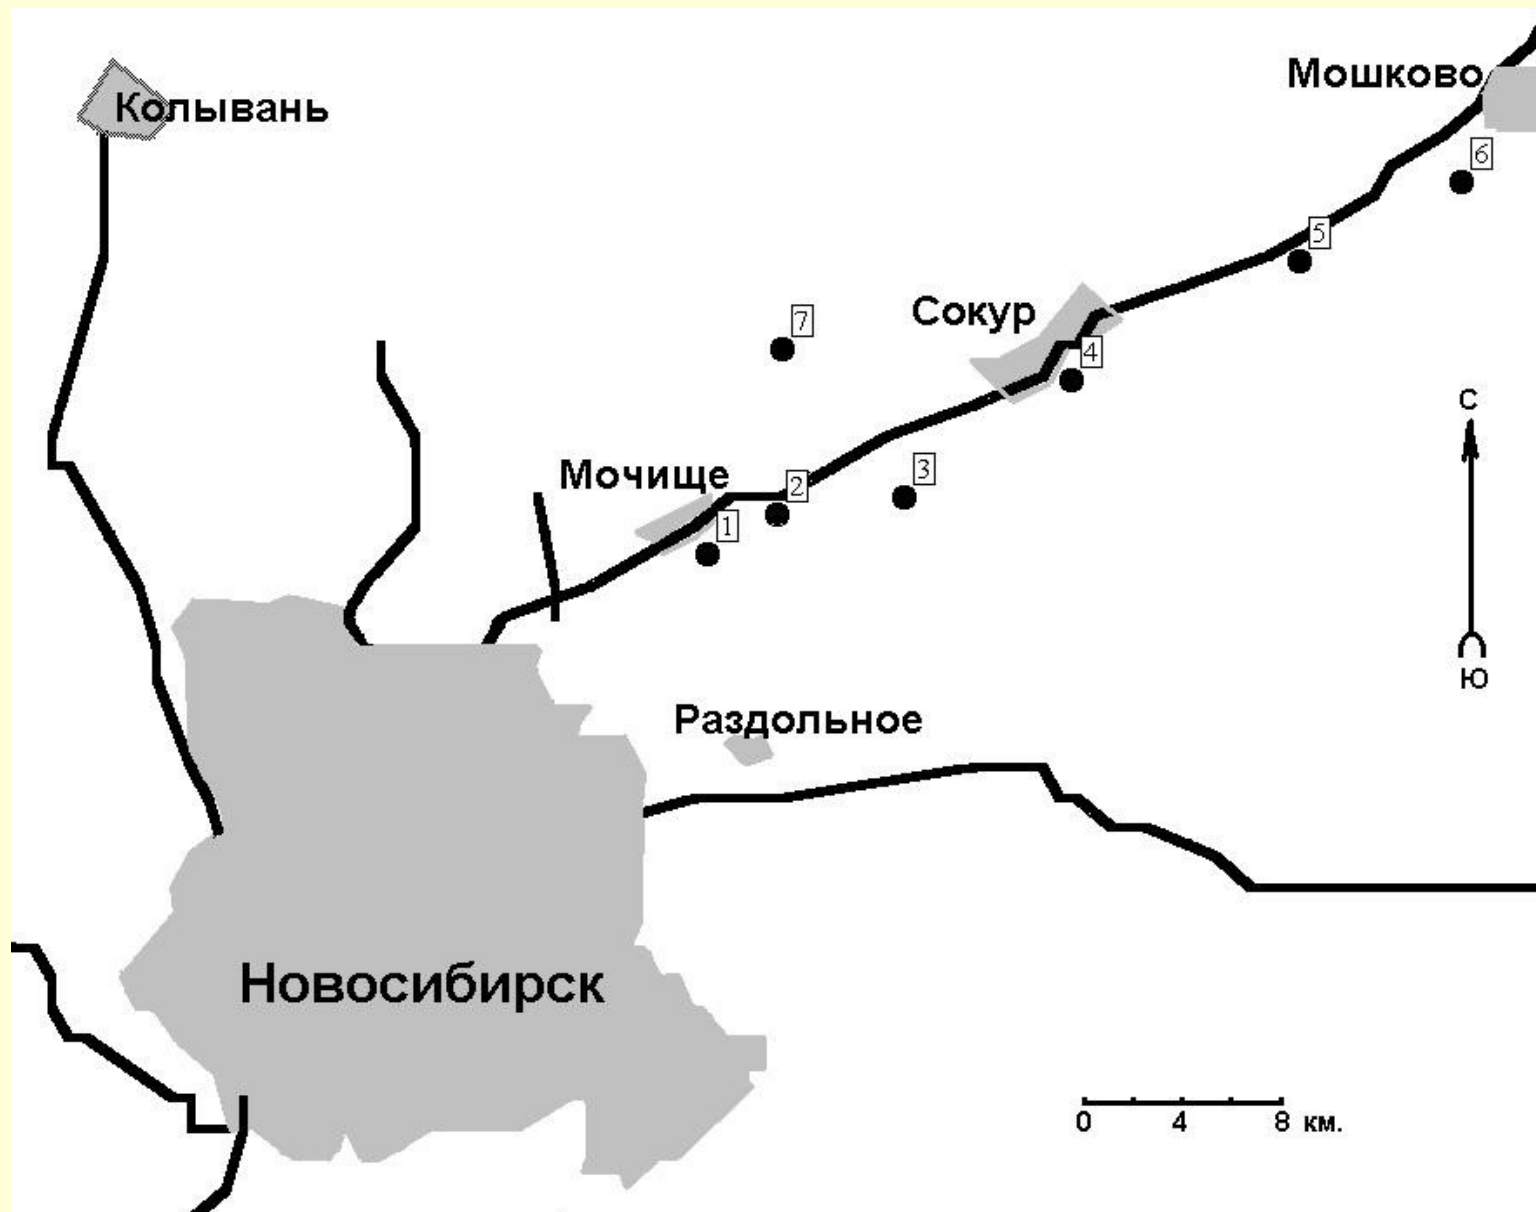 Мошково
Колывань
6
5
Сокур
7
4
С
Мочище
3
2
1
Ю
Раздольное
Новосибирск
0 4 8 км.